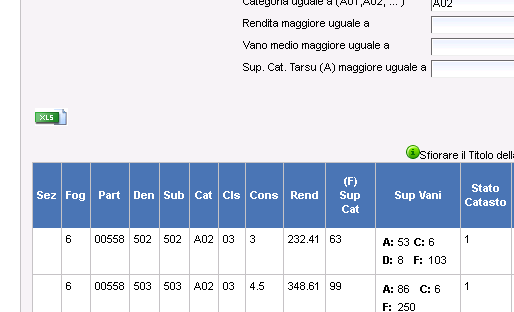 Categoria uguale a (A01,A02, ... ) A02
Rendita maggiore uguale a
Vano medio maggiore uguale a
Sup. Cat. Tarsu (A) maggiore uguale a
XLS
Sfiorare il Titolo della
Sez Fog Part Den Sub Cat Cls Cons Rend (F) Sup Cat Sup Vani Stato Catasto
6 00558 502 502 A02 03 3 232.41 63 A: 53 C: 6 1
D: 8 F: 103
6 00558 503 503 A02 03 4.5 348.61 99 A: 86 C: 6 1
F: 250